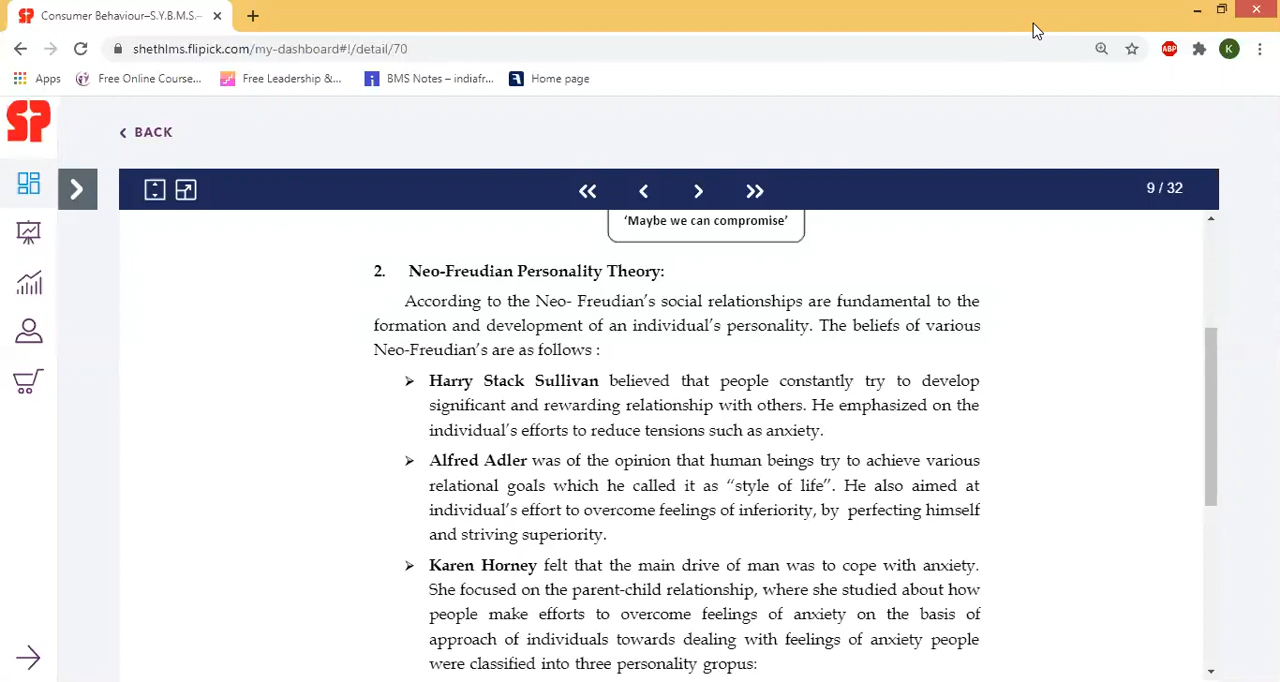 Consumer Behaviour–S.Y.B.M.S.–
shethlms.flipick.com/my-dashboard#!/detail/70
ABP
K
Apps
Free Online Course...
Free Leadership &...
BMS Notes – indiafr...
Home page
SP
BACK
9 / 32
‘Maybe we can compromise’
2. Neo-Freudian Personality Theory:
According to the Neo- Freudian’s social relationships are fundamental to the
formation and development of an individual’s personality. The beliefs of various
Neo-Freudian’s are as follows :
➢ Harry Stack Sullivan believed that people constantly try to develop
significant and rewarding relationship with others. He emphasized on the
individual’s efforts to reduce tensions such as anxiety.
➢ Alfred Adler was of the opinion that human beings try to achieve various
relational goals which he called it as “style of life”. He also aimed at
individual’s effort to overcome feelings of inferiority, by perfecting himself
and striving superiority.
➢ Karen Horney felt that the main drive of man was to cope with anxiety.
She focused on the parent-child relationship, where she studied about how
people make efforts to overcome feelings of anxiety on the basis of
approach of individuals towards dealing with feelings of anxiety people
were classified into three personality gropus: